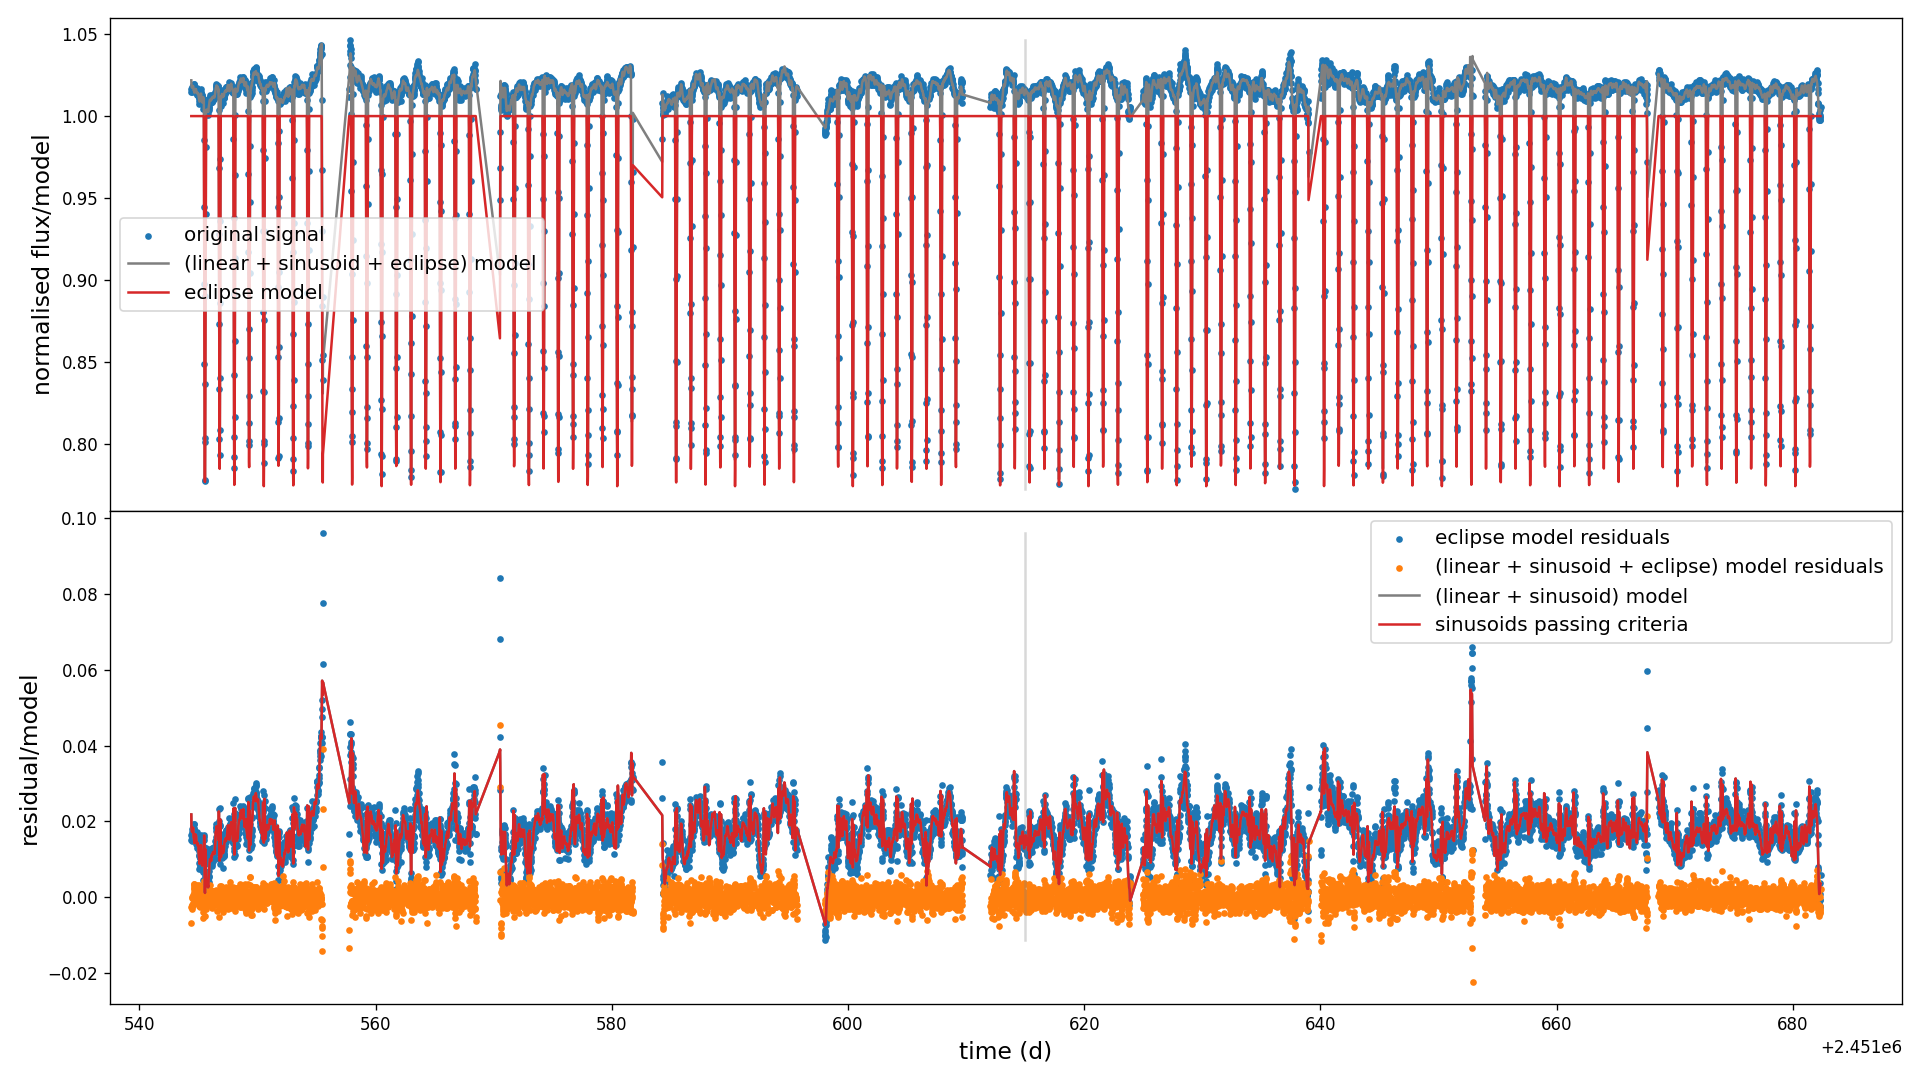 1.05
1.00
0.95
0.90
0.85
0.80
normalised flux/model
original signal
(linear + sinusoid + eclipse) model
eclipse model
0.10
0.08
0.06
0.04
0.02
0.00
−0.02
residual/model
eclipse model residuals
(linear + sinusoid + eclipse) model residuals
(linear + sinusoid) model
sinusoids passing criteria
540 560 580 600 620 640 660 680
time (d)
+2.451e6